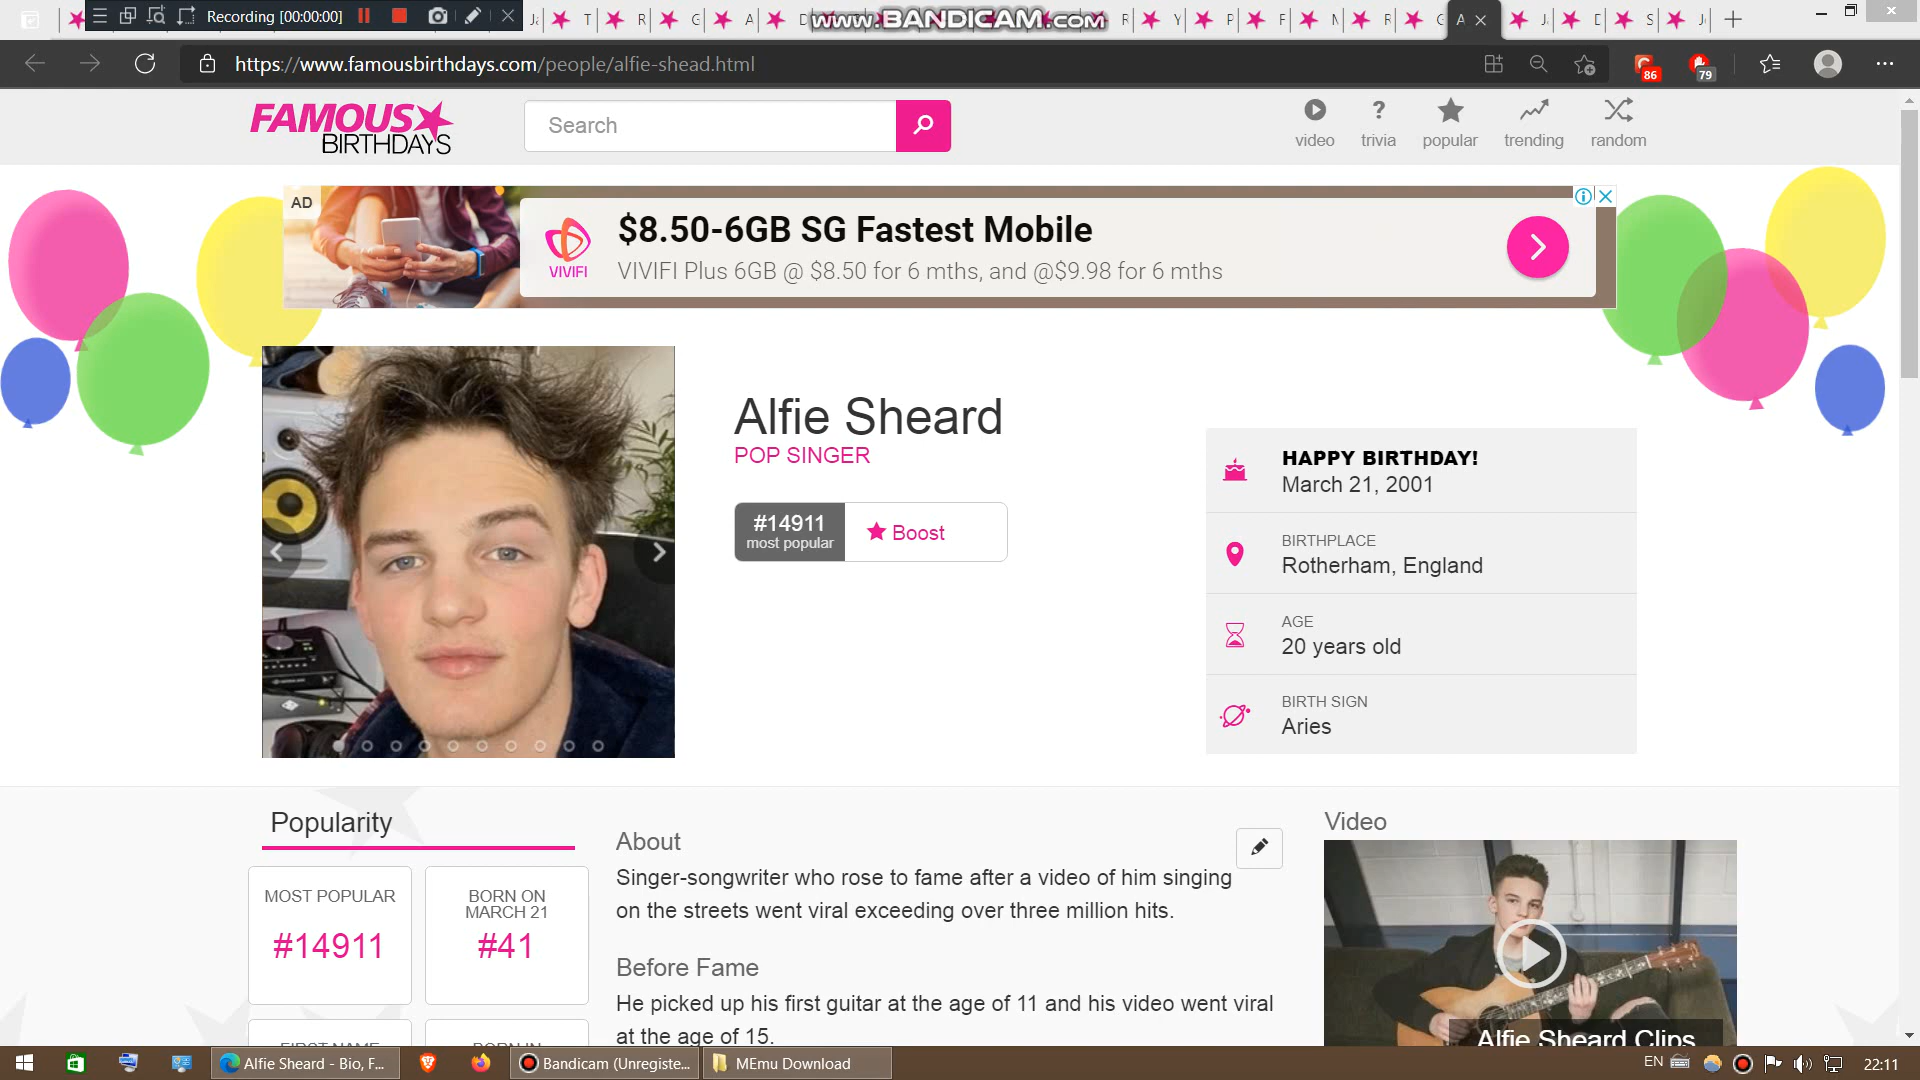 Recording [00:00:00]
www.BANDICAM.com
https://www.famousbirthdays.com/people/alfie-shead.html
86
79
FAMOUS
BIRTHDAYS
Search
video
trivia
popular
trending
random
AD
$8.50-6GB SG Fastest Mobile
VIVIFI
VIVIFI Plus 6GB @ $8.50 for 6 mths, and @$9.98 for 6 mths
Alfie Sheard
POP SINGER
#14911
most popular
Boost
HAPPY BIRTHDAY!
March 21, 2001
BIRTHPLACE
Rotherham, England
AGE
20 years old
BIRTH SIGN
Aries
Popularity
MOST POPULAR
#14911
BORN ON
MARCH 21
#41
About
Singer-songwriter who rose to fame after a video of him singing
on the streets went viral exceeding over three million hits.
Before Fame
He picked up his first guitar at the age of 11 and his video went viral
at the age of 15.
Video
Alfie Sheard Clips
FIRST NAME
BORN IN
Alfie Sheard - Bio, F...
Bandicam (Unregiste...
MEmu Download
EN
22:11